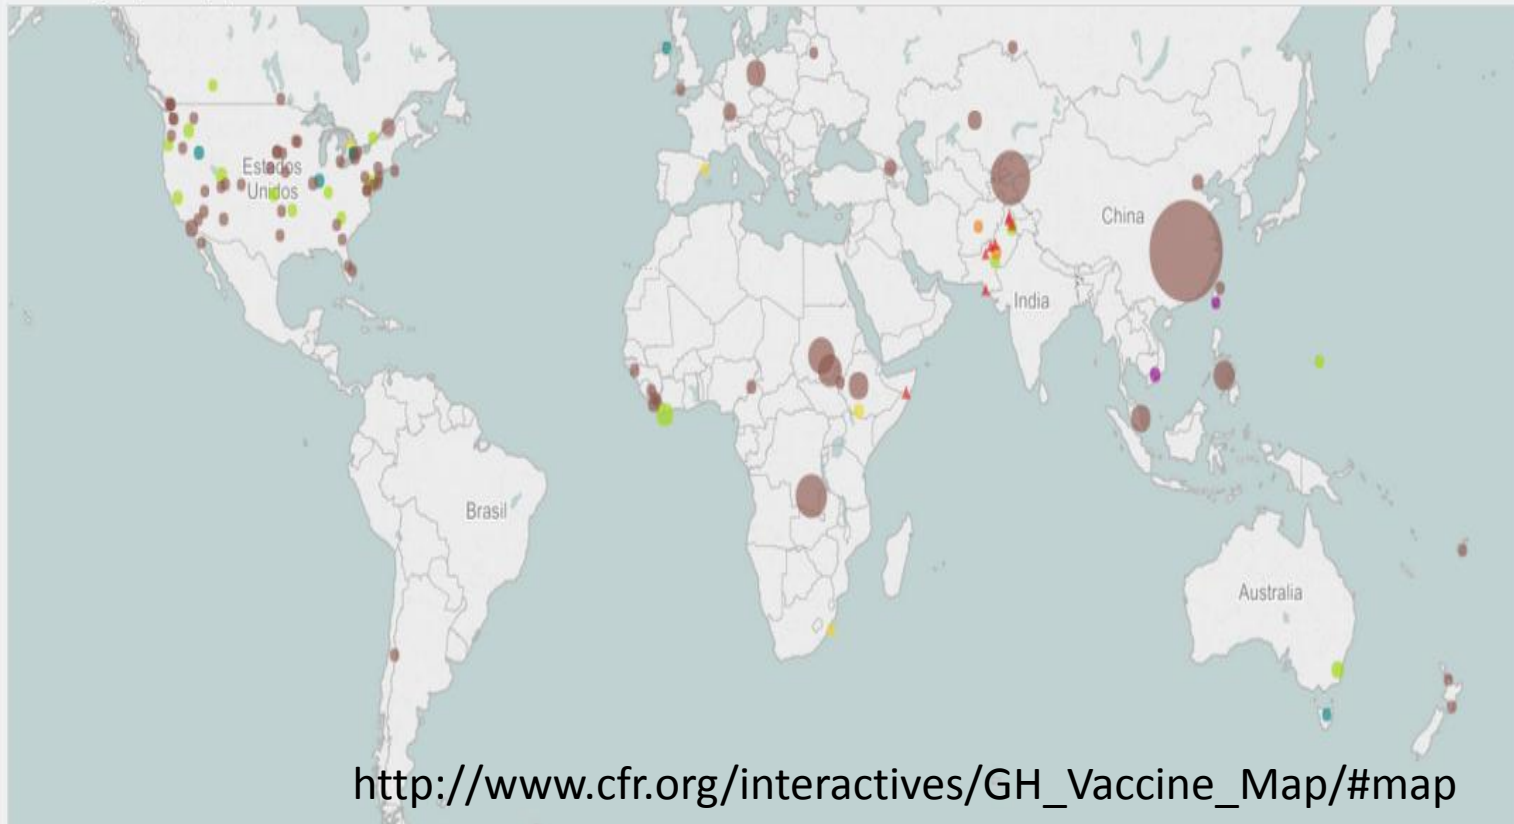 Estados
Unidos
China
India
Brasil
Australia
http://www.cfr.org/interactives/GH_Vaccine_Map/#map